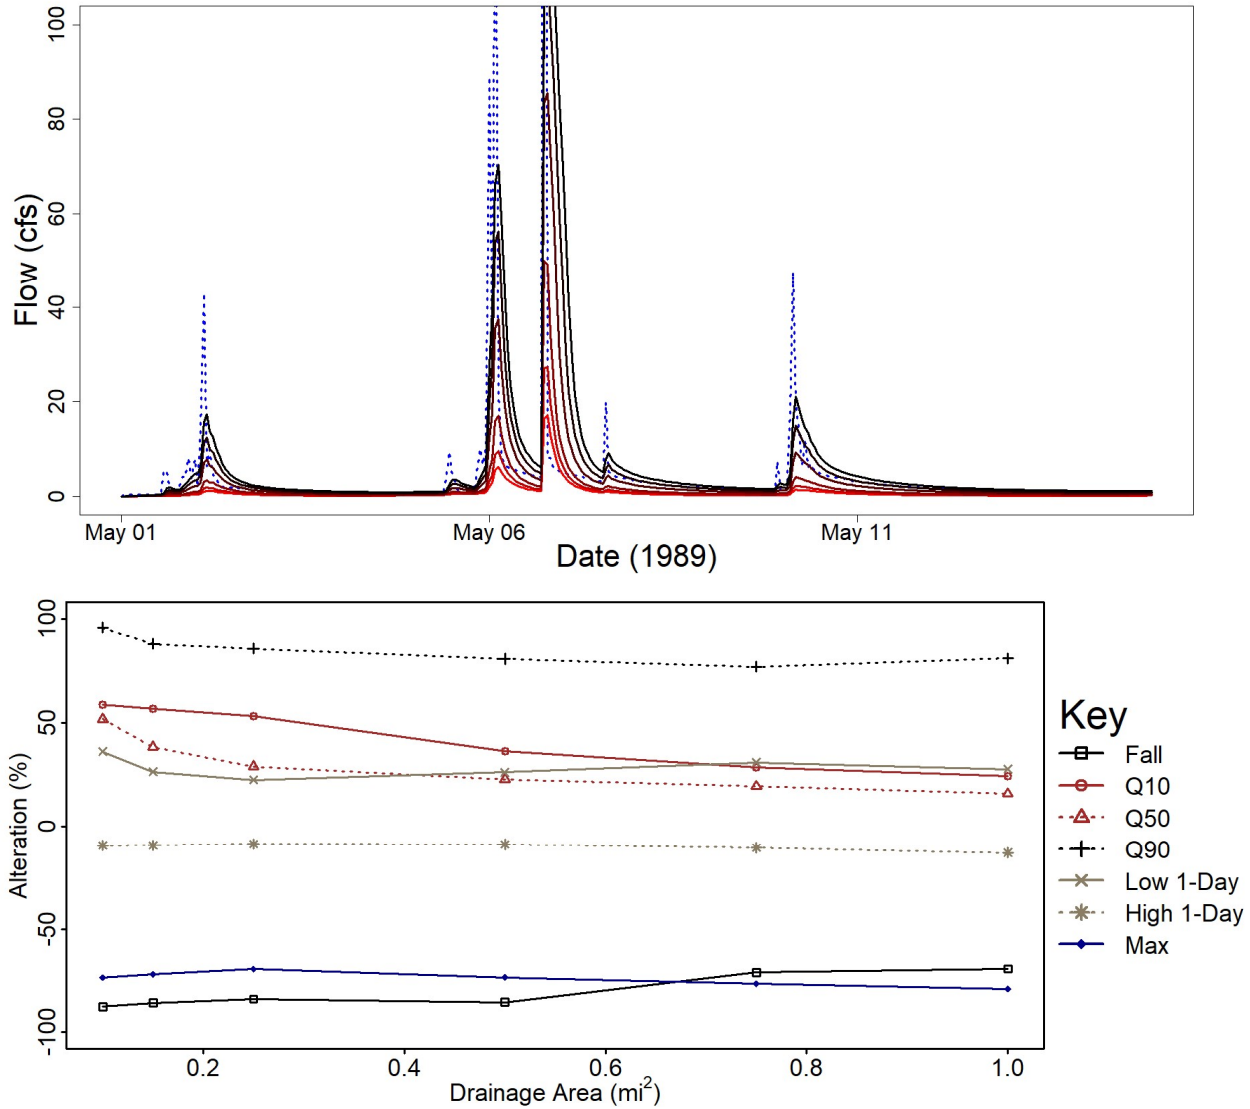 100
80
60
40
20
0
Flow (cfs)
May 01
May 06
May 11
Date (1989)
100
50
0
-50
-100
Alteration (%)
0.2
0.4
0.6
0.8
1.0
Drainage Area (mi²)
Key
Fall
Q10
Q50
Q90
Low 1-Day
High 1-Day
Max